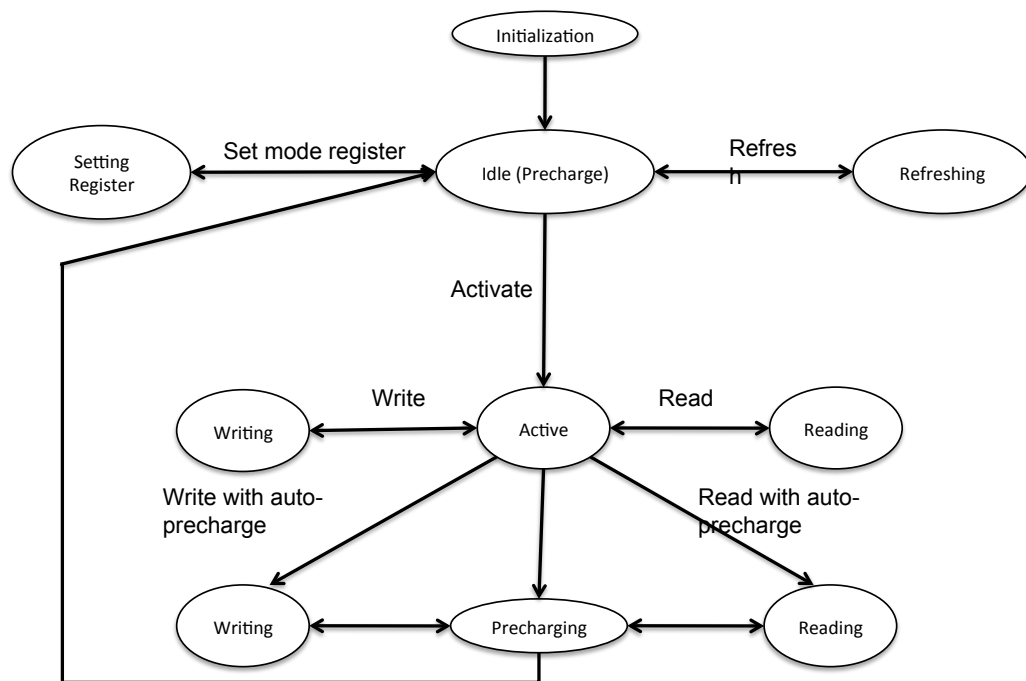 Initialization
Set mode register
Refres
h
Setting
Register
Idle (Precharge)
Refreshing
Activate
Write
Read
Writing
Active
Reading
Write with auto-
precharge
Read with auto-
precharge
Writing
Precharging
Reading